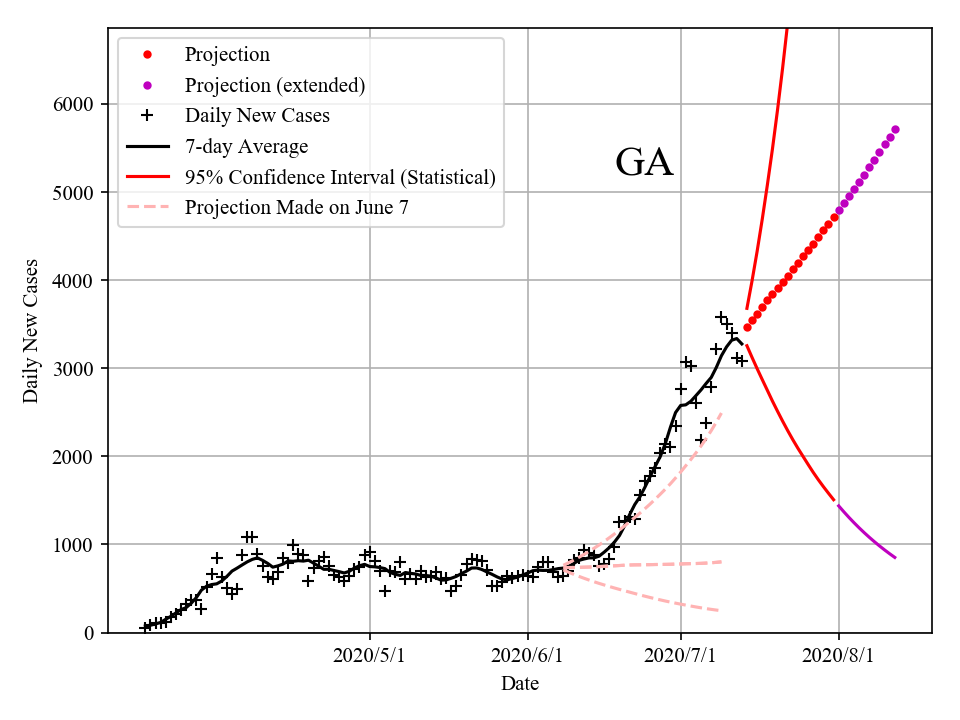 Projection
Projection (extended)
Daily New Cases
7-day Average
95% Confidence Interval (Statistical)
Projection Made on June 7
GA
6000
5000
4000
3000
2000
1000
0
Daily New Cases
2020/5/1 2020/6/1 2020/7/1 2020/8/1
Date